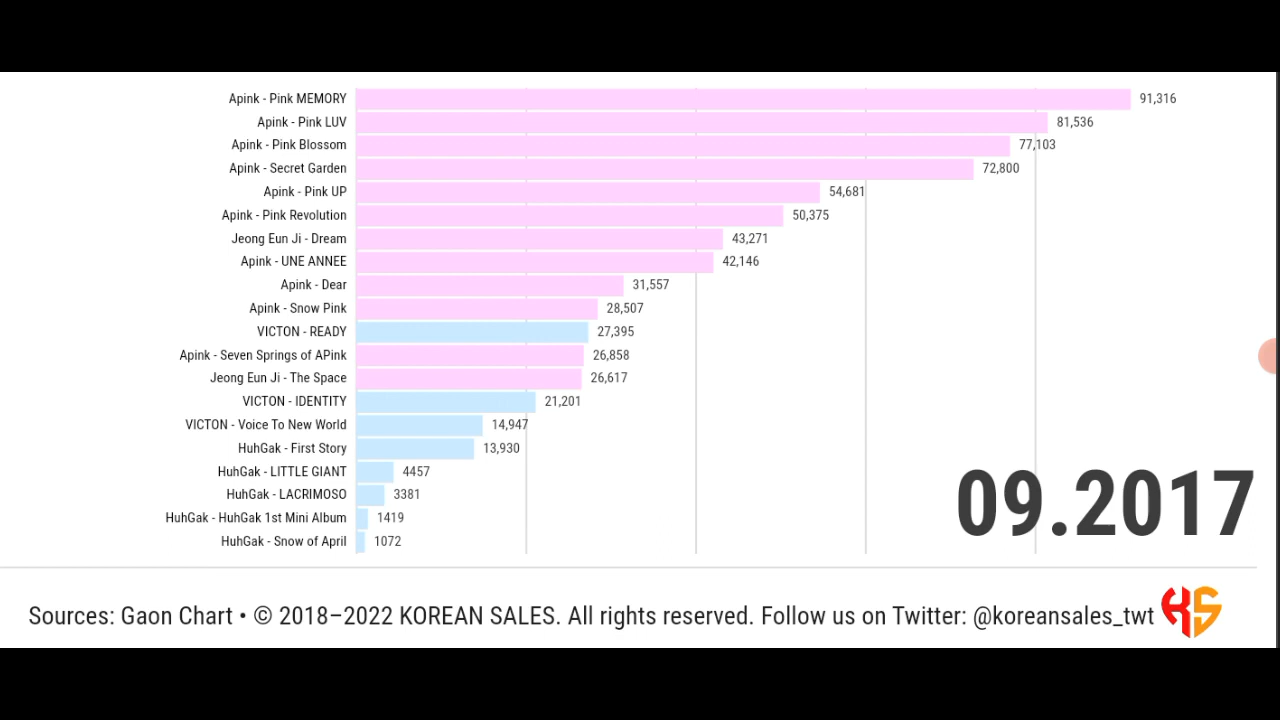 Apink - Pink MEMORY 91,316
Apink - Pink LUV 81,536
Apink - Pink Blossom 77,103
Apink - Secret Garden 72,800
Apink - Pink UP 54,681
Apink - Pink Revolution 50,375
Jeong Eun Ji - Dream 43,271
Apink - UNE ANNEE 42,146
Apink - Dear 31,557
Apink - Snow Pink 28,507
VICTON - READY 27,395
Apink - Seven Springs of APink 26,858
Jeong Eun Ji - The Space 26,617
VICTON - IDENTITY 21,201
VICTON - Voice To New World 14,947
HuhGak - First Story 13,930
HuhGak - LITTLE GIANT 4457
HuhGak - LACRIMOSO 3381
HuhGak - HuhGak 1st Mini Album 1419
HuhGak - Snow of April 1072
09.2017
Sources: Gaon Chart • © 2018–2022 KOREAN SALES. All rights reserved. Follow us on Twitter: @koreansales_twt KS